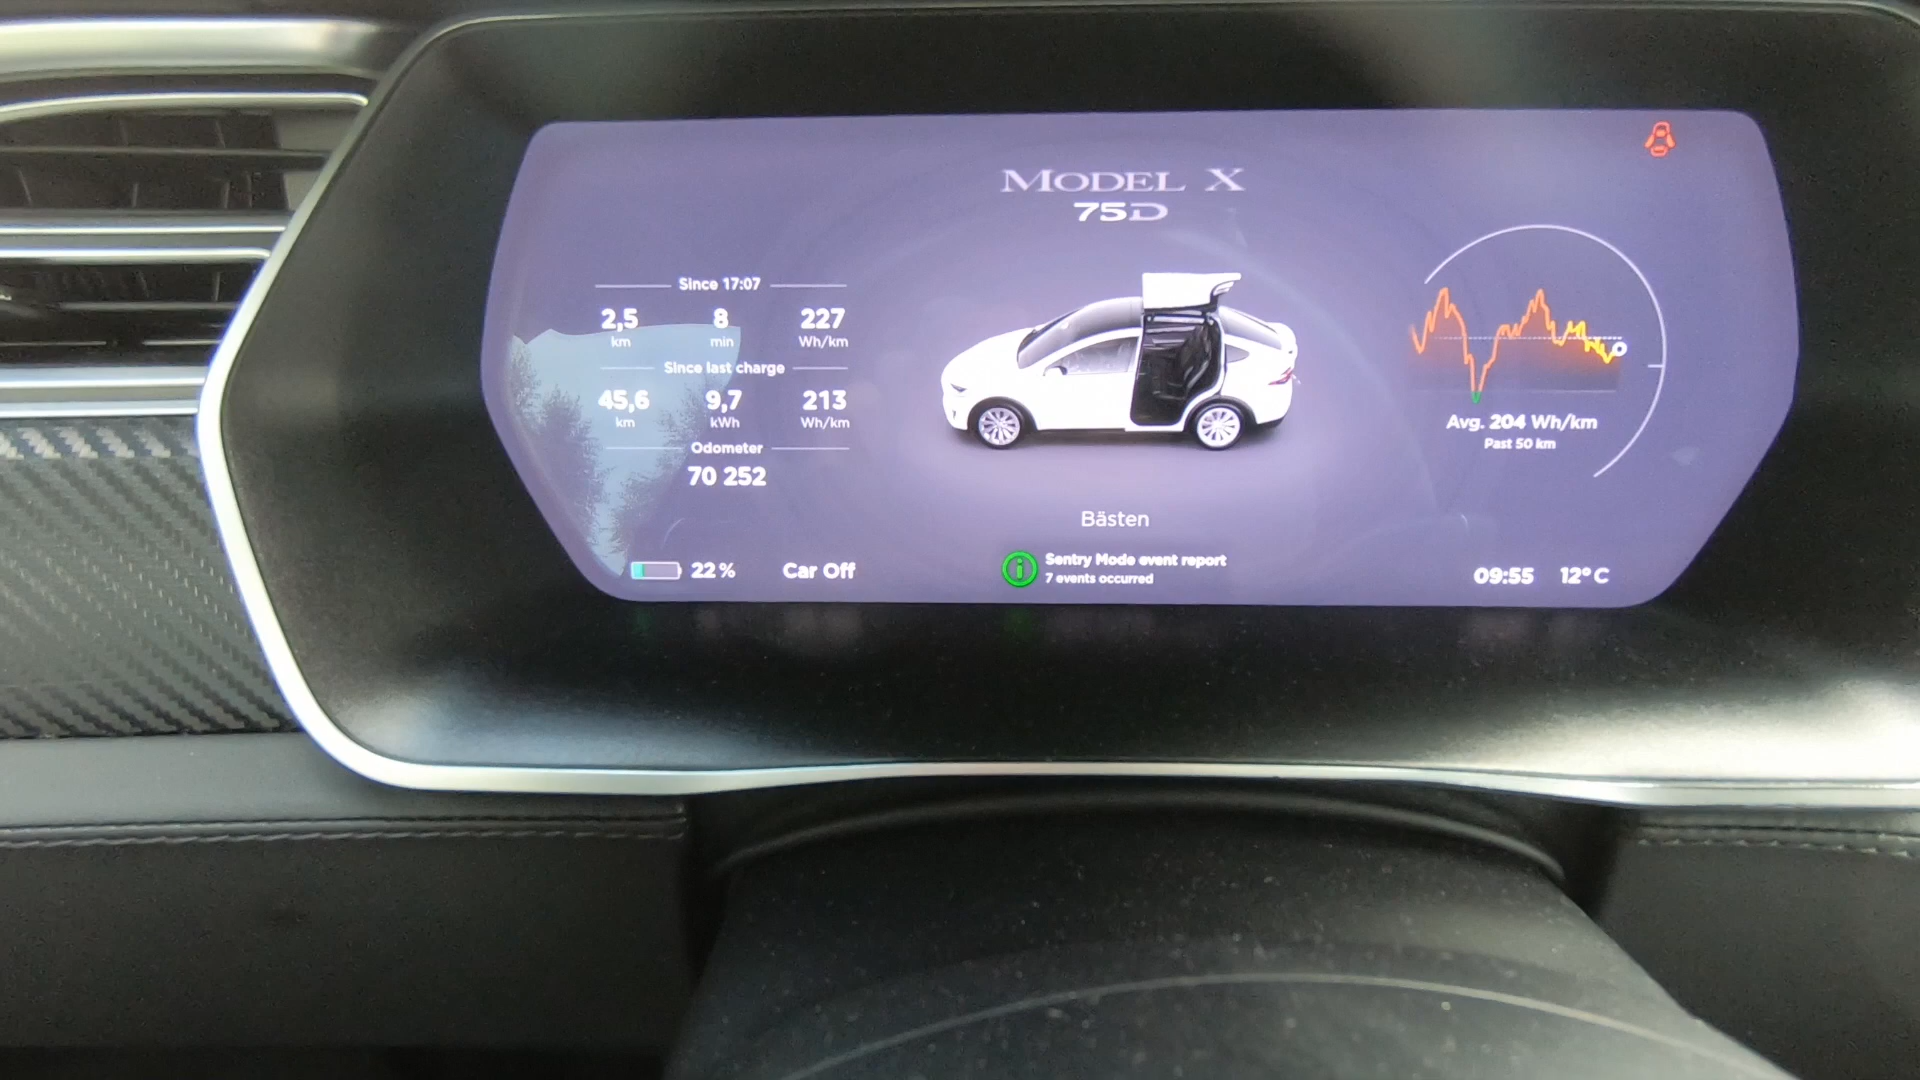 MODEL X
75D
Since 17:07
2,5 8 227
km min Wh/km
Since last charge
45,6 9,7 213
km kWh Wh/km
Odometer
70 252
22 % Car Off
Bästen
Sentry Mode event report
7 events occurred
Avg. 204 Wh/km
Past 50 km
09:55 12°C